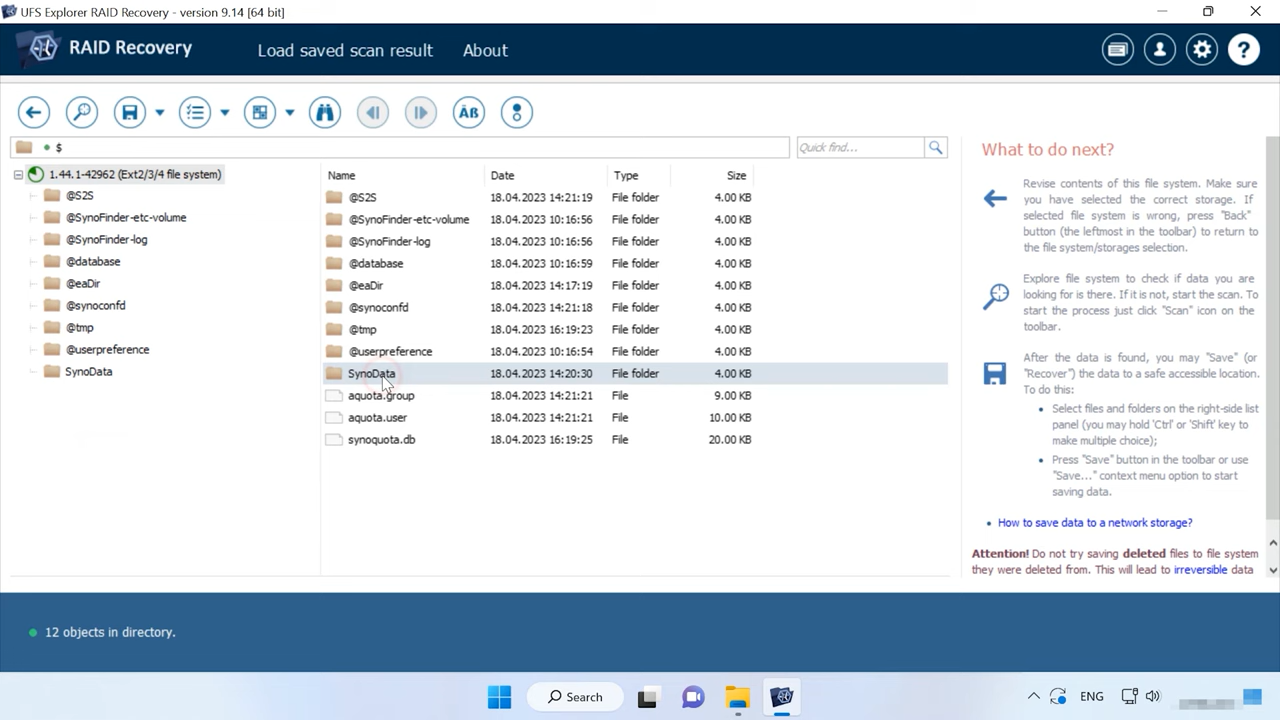 UFS Explorer RAID Recovery - version 9.14 [64 bit]
RAID Recovery
Load saved scan result
About
ÄB
$
Quick find...
1.44.1-42962 (Ext2/3/4 file system)
@S2S
@SynoFinder-etc-volume
@SynoFinder-log
@database
@eaDir
@synoconfd
@tmp
@userpreference
SynoData
Name Date Type Size
@S2S 18.04.2023 14:21:19 File folder 4.00 KB
@SynoFinder-etc-volume 18.04.2023 10:16:56 File folder 4.00 KB
@SynoFinder-log 18.04.2023 10:16:56 File folder 4.00 KB
@database 18.04.2023 10:16:59 File folder 4.00 KB
@eaDir 18.04.2023 14:17:19 File folder 4.00 KB
@synoconfd 18.04.2023 14:21:18 File folder 4.00 KB
@tmp 18.04.2023 16:19:23 File folder 4.00 KB
@userpreference 18.04.2023 10:16:54 File folder 4.00 KB
SynoData 18.04.2023 14:20:30 File folder 4.00 KB
aquota.group 18.04.2023 14:21:21 File 9.00 KB
aquota.user 18.04.2023 14:21:21 File 10.00 KB
synoquota.db 18.04.2023 16:19:25 File 20.00 KB
What to do next?
Revise contents of this file system. Make sure
you have selected the correct storage. If
selected file system is wrong, press "Back"
button (the leftmost in the toolbar) to return to
the file system/storages selection.
Explore file system to check if data you are
looking for is there. If it is not, start the scan. To
start the process just click "Scan" icon on the
toolbar.
After the data is found, you may "Save" (or
"Recover") the data to a safe accessible location.
To do this:
• Select files and folders on the right-side list
panel (you may hold 'Ctrl' or 'Shift' key to
make multiple choice);
• Press "Save" button in the toolbar or use
"Save..." context menu option to start
saving data.
• How to save data to a network storage?
Attention! Do not try saving deleted files to file system
they were deleted from. This will lead to irreversible data
12 objects in directory.
Search
ENG